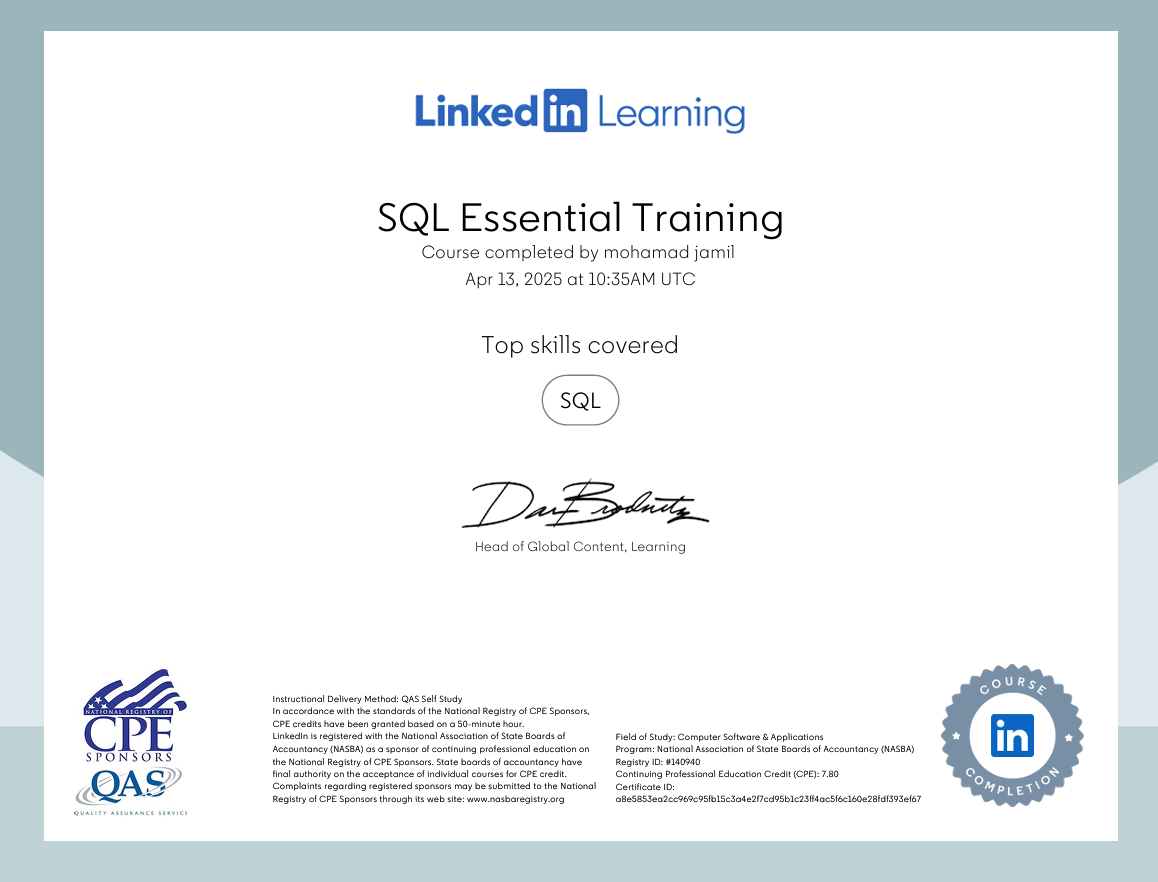 LinkedIn Learning
SQL Essential Training
Course completed by mohamad jamil
Apr 13, 2025 at 10:35AM UTC
Top skills covered
SQL
Dan Brodnitz
Head of Global Content, Learning
NATIONAL REGISTRY OF
CPE
SPONSORS
QAS
QUALITY ASSURANCE SERVICE
Instructional Delivery Method: QAS Self Study
In accordance with the standards of the National Registry of CPE Sponsors,
CPE credits have been granted based on a 50-minute hour.
LinkedIn is registered with the National Association of State Boards of
Accountancy (NASBA) as a sponsor of continuing professional education on
the National Registry of CPE Sponsors. State boards of accountancy have
final authority on the acceptance of individual courses for CPE credit.
Complaints regarding registered sponsors may be submitted to the National
Registry of CPE Sponsors through its web site: www.nasbaregistry.org
Field of Study: Computer Software & Applications
Program: National Association of State Boards of Accountancy (NASBA)
Registry ID: #140940
Continuing Professional Education Credit (CPE): 7.80
Certificate ID:
a8e5853ea2cc969c95fb15c3a4e2f7cd95b1c23ff4ac5f6c160e28fdf393ef67
COURSE
in
COMPLETION